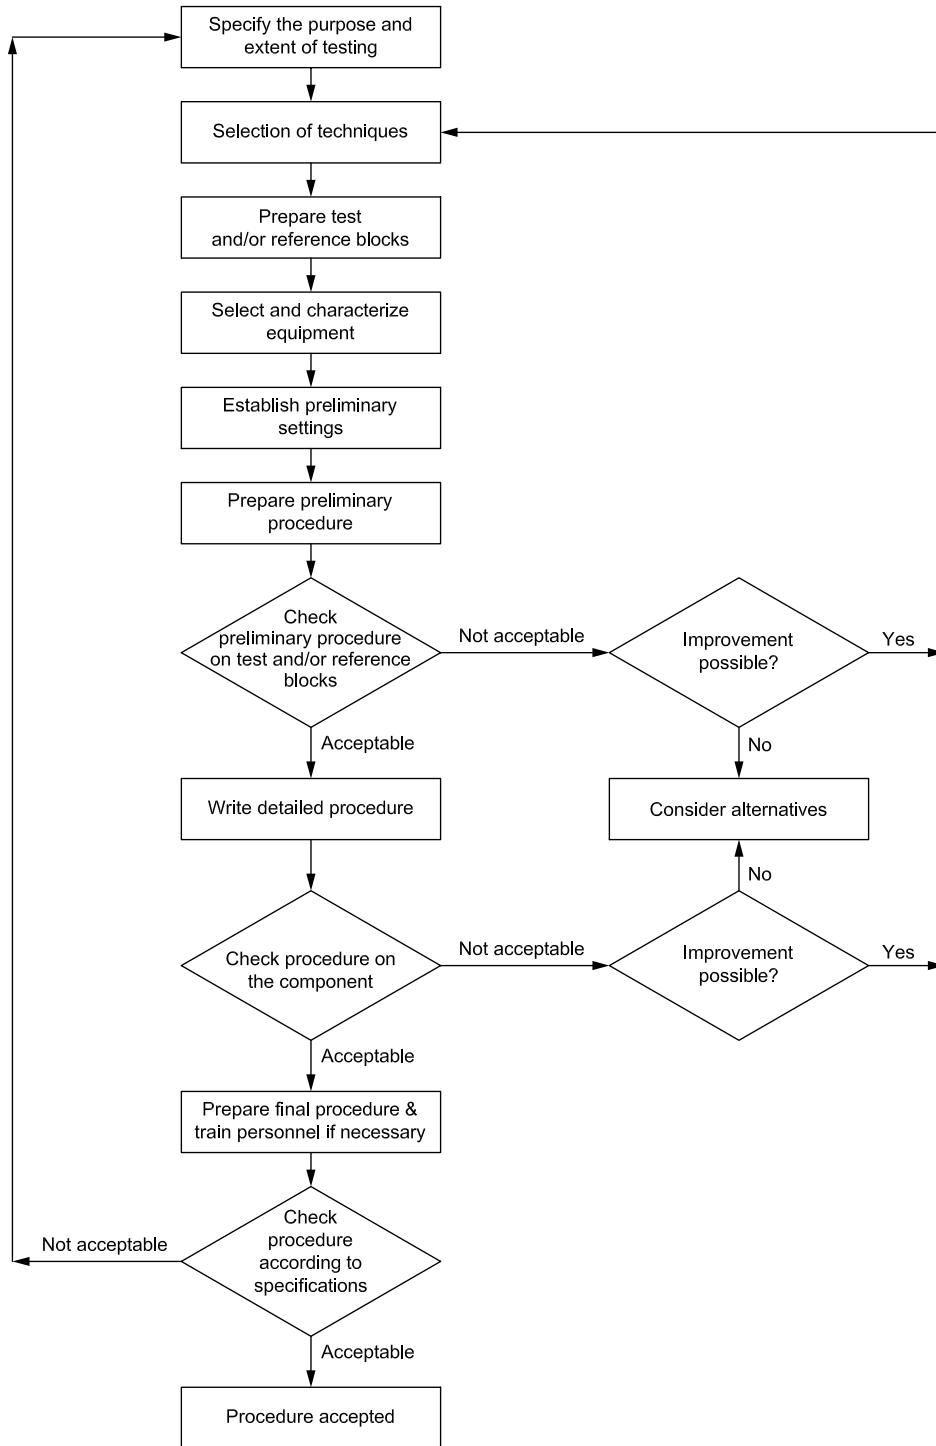 Specify the purpose and
extent of testing
Selection of techniques
Prepare test
and/or reference blocks
Select and characterize
equipment
Establish preliminary
settings
Prepare preliminary
procedure
Check
preliminary procedure
on test and/or reference
blocks
Not acceptable
Improvement
possible?
Yes
Acceptable
No
Write detailed procedure
Consider alternatives
No
Check procedure on
the component
Not acceptable
Improvement
possible?
Yes
Acceptable
Prepare final procedure &
train personnel if necessary
Check
procedure
according to
specifications
Not acceptable
Acceptable
Procedure accepted